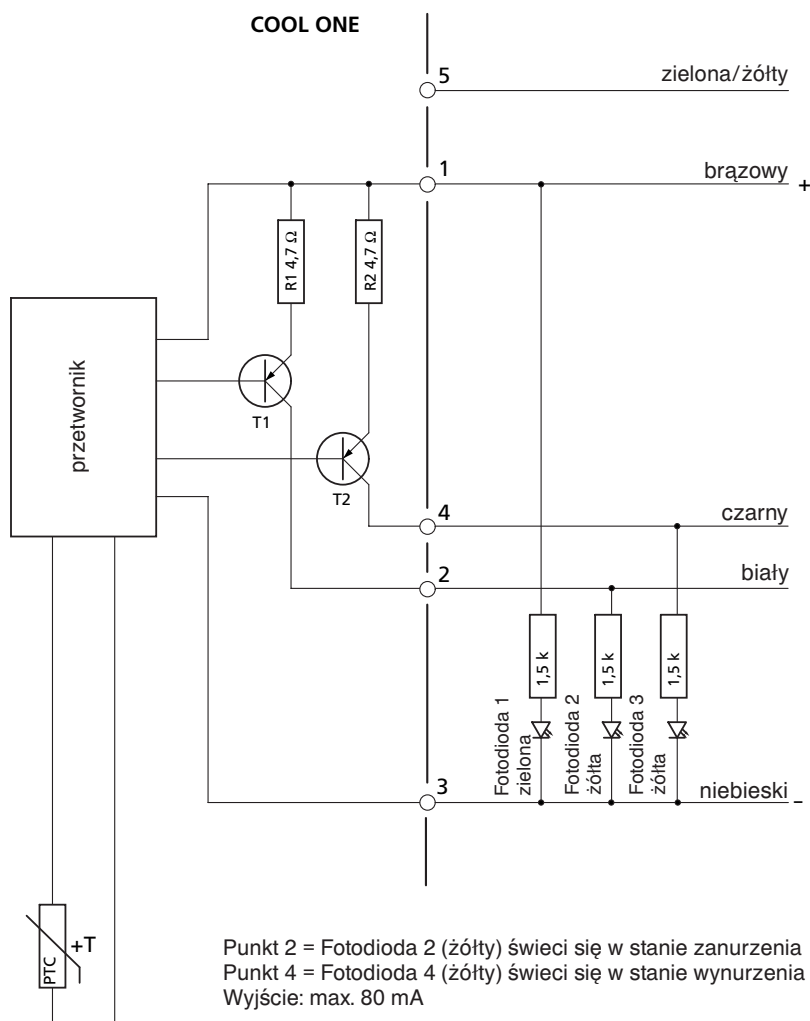 COOL ONE
5
zielona/żółty
1
brązowy
+
R1 4,7 Ω
R2 4,7 Ω
przetwornik
T1
T2
4
czarny
2
biały
1,5 k
1,5 k
1,5 k
Fotodioda 1
zielona
Fotodioda 2
żółta
Fotodioda 3
żółta
3
niebieski
–
PTC
+T
Punkt 2 = Fotodioda 2 (żółty) świeci się w stanie zanurzenia
Punkt 4 = Fotodioda 4 (żółty) świeci się w stanie wynurzenia
Wyjście: max. 80 mA